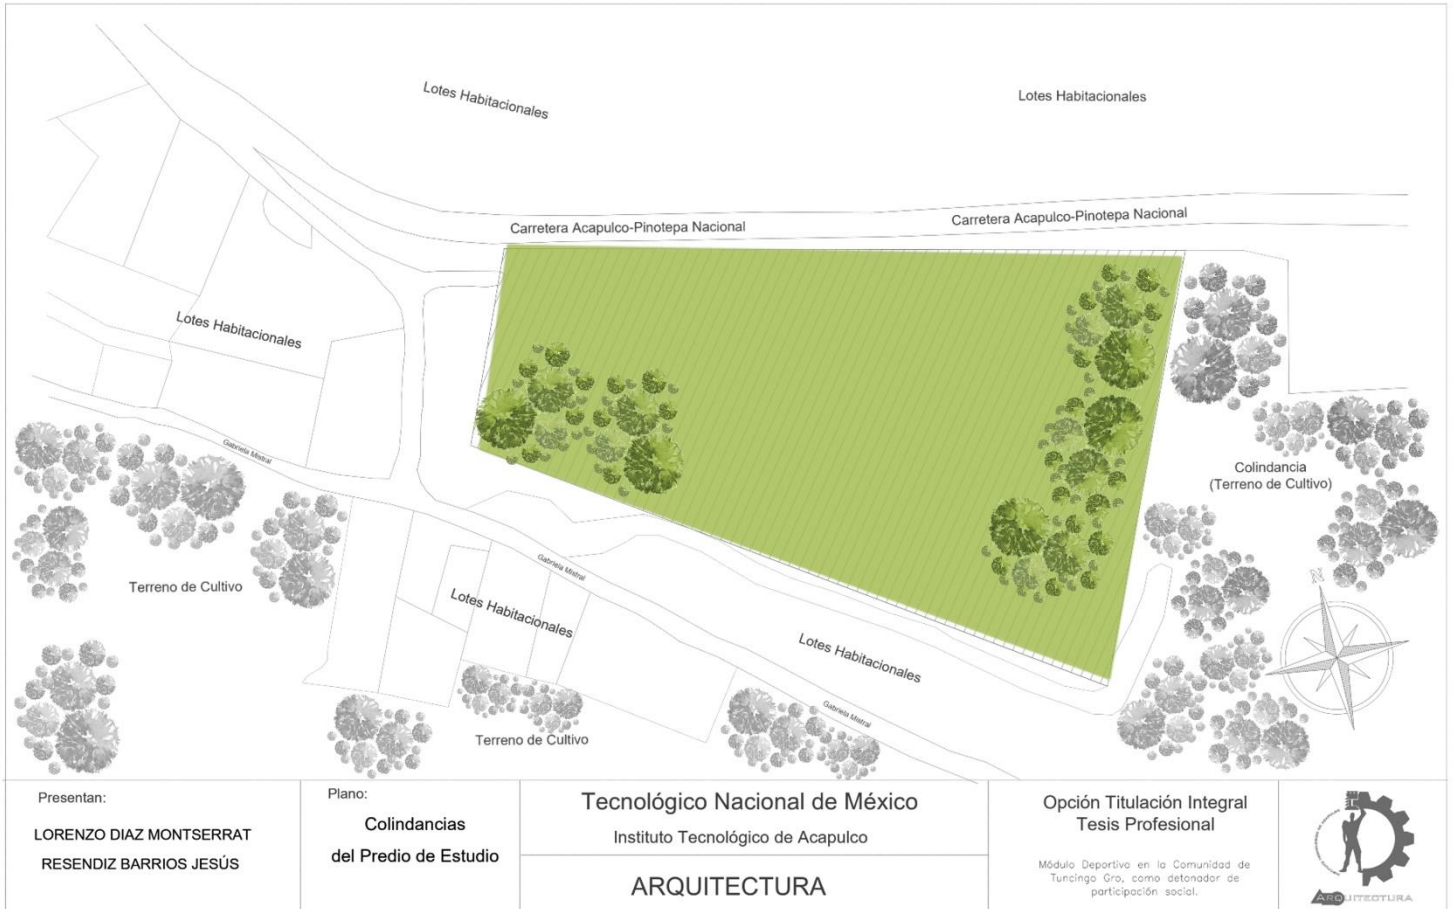 Lotes Habitacionales
Lotes Habitacionales
Carretera Acapulco-Pinotepa Nacional
Carretera Acapulco-Pinotepa Nacional
Lotes Habitacionales
Gabriela Mistral
Colindancia
(Terreno de Cultivo)
Terreno de Cultivo
Gabriela Mistral
N
Lotes Habitacionales
Lotes Habitacionales
Gabriela Mistral
Terreno de Cultivo
Presentan:
LORENZO DIAZ MONTSERRAT
RESENDIZ BARRIOS JESÚS
Plano:
Colindancias
del Predio de Estudio
Tecnológico Nacional de México
Instituto Tecnológico de Acapulco
ARQUITECTURA
Opción Titulación Integral
Tesis Profesional
Módulo Deportivo en la Comunidad de
Tuncingo Gro, como detonador de
participación social.
ARQUITECTURA